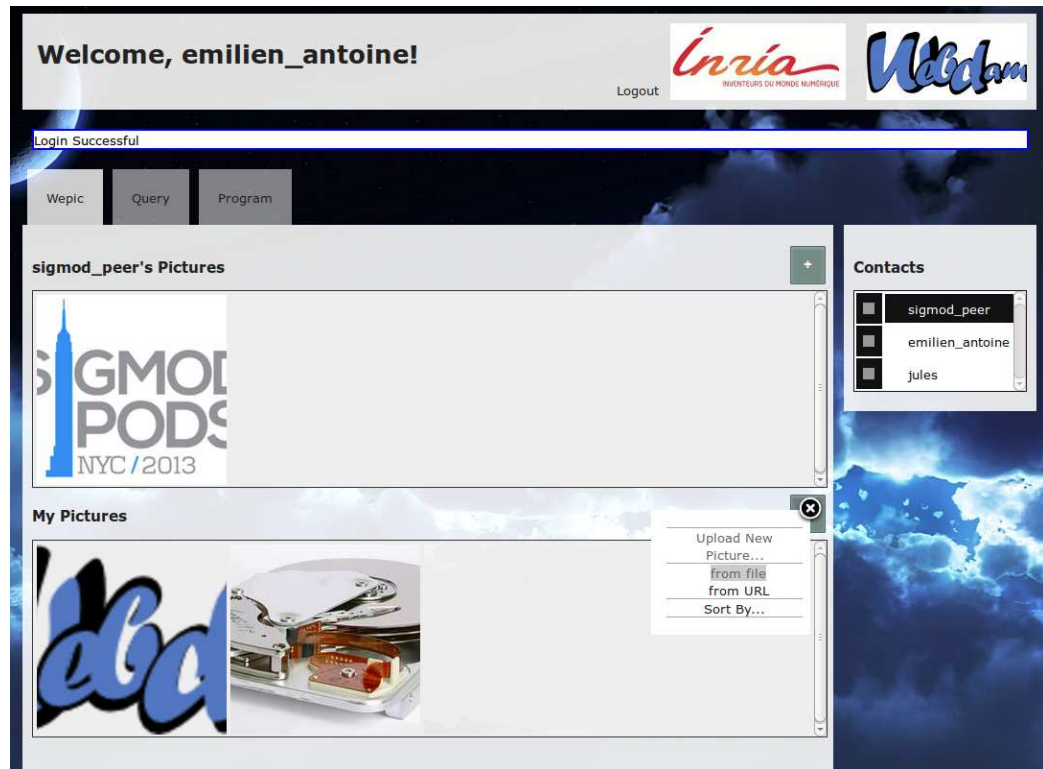 Welcome, emilien_antoine!
Logout
Inria
INVENTEURS DU MONDE NUMÉRIQUE
Webdam
Login Successful
Wepic
Query
Program
sigmod_peer's Pictures
+
Contacts
sigmod_peer
emilien_antoine
jules
SIGMOD
PODS
NYC / 2013
My Pictures
Upload New
Picture...
from file
from URL
Sort By...
ebd